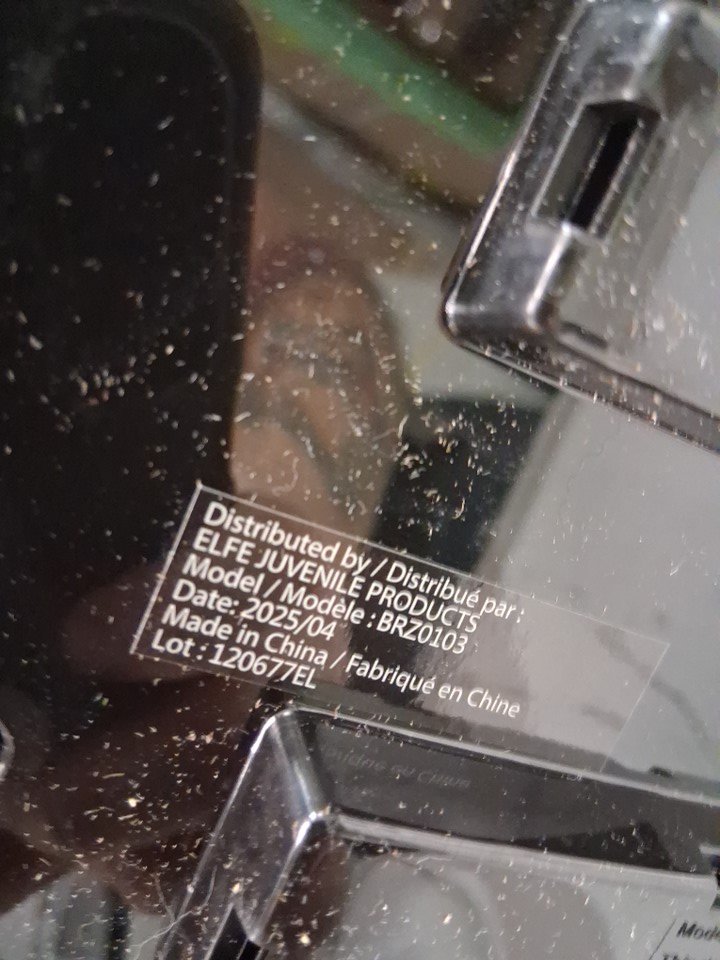 Distributed by / Distribué par :
ELFE JUVENILE PRODUCTS
Model / Modèle : BRZ0103
Date: 2025/04
Made in China / Fabriqué en Chine
Lot : 120677EL